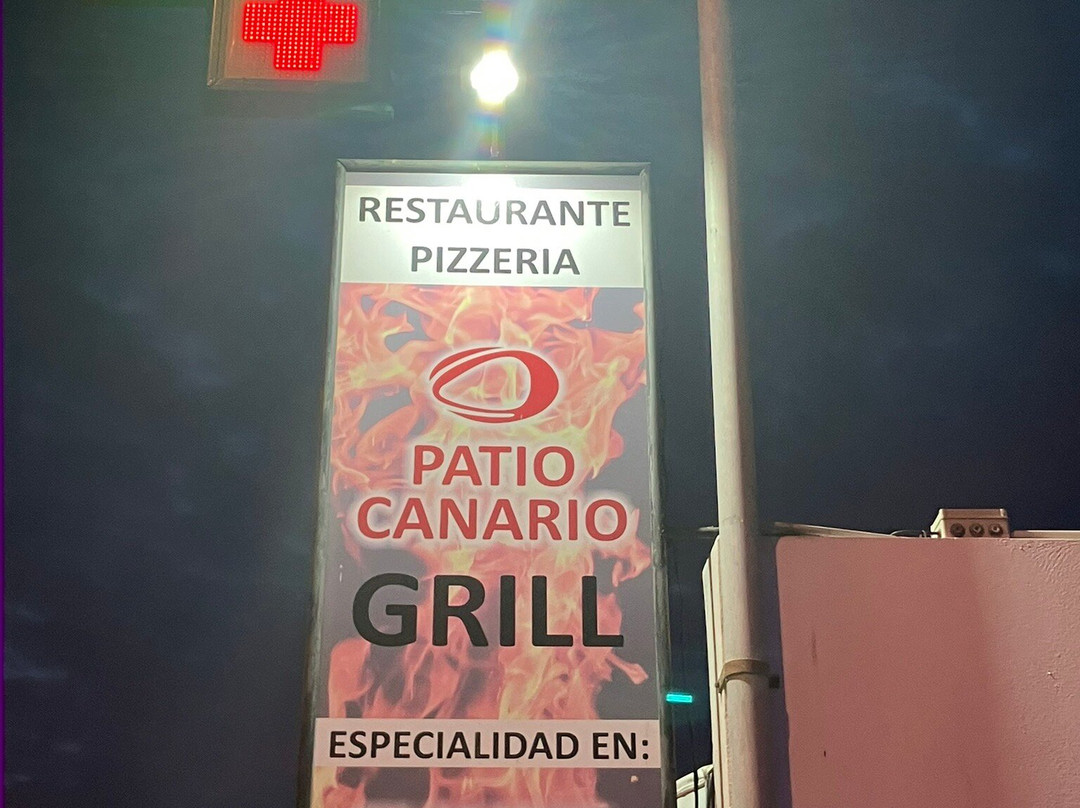 RESTAURANTE
PIZZERIA
PATIO
CANARIO
GRILL
ESPECIALIDAD EN: